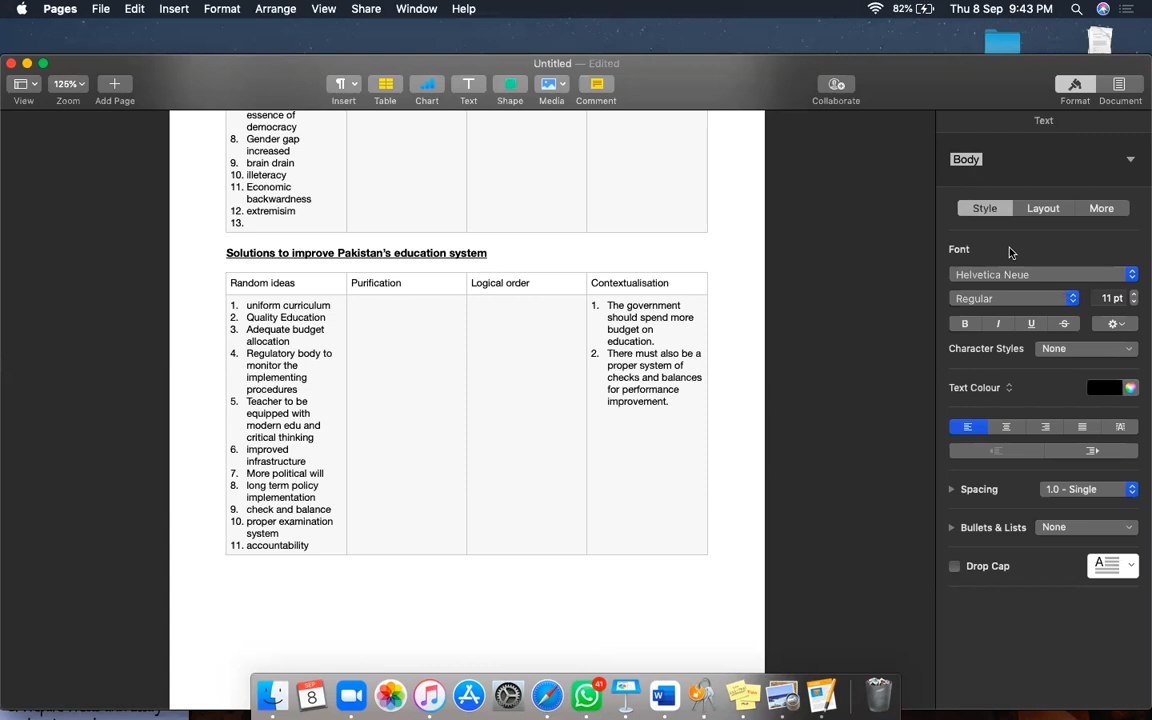 Pages File Edit Insert Format Arrange View Share Window Help 82% Thu 8 Sep 9:43 PM
Untitled — Edited
125%
View Zoom Add Page Insert Table Chart Text Shape Media Comment Collaborate Format Document
essence of
democracy
8. Gender gap
increased
9. brain drain
10. illeteracy
11. Economic
backwardness
12. extremisim
13.
Solutions to improve Pakistan's education system
Random ideas Purification Logical order Contextualisation
1. uniform curriculum
2. Quality Education
3. Adequate budget
allocation
4. Regulatory body to
monitor the
implementing
procedures
5. Teacher to be
equipped with
modern edu and
critical thinking
6. improved
infrastructure
7. More political will
8. long term policy
implementation
9. check and balance
10. proper examination
system
11. accountability
1. The government
should spend more
budget on
education.
2. There must also be a
proper system of
checks and balances
for performance
improvement.
Text
Body
Style Layout More
Font
Helvetica Neue
Regular 11 pt
B I U S
Character Styles None
Text Colour
Spacing 1.0 - Single
Bullets & Lists None
Drop Cap
A
SEP
8
41
W